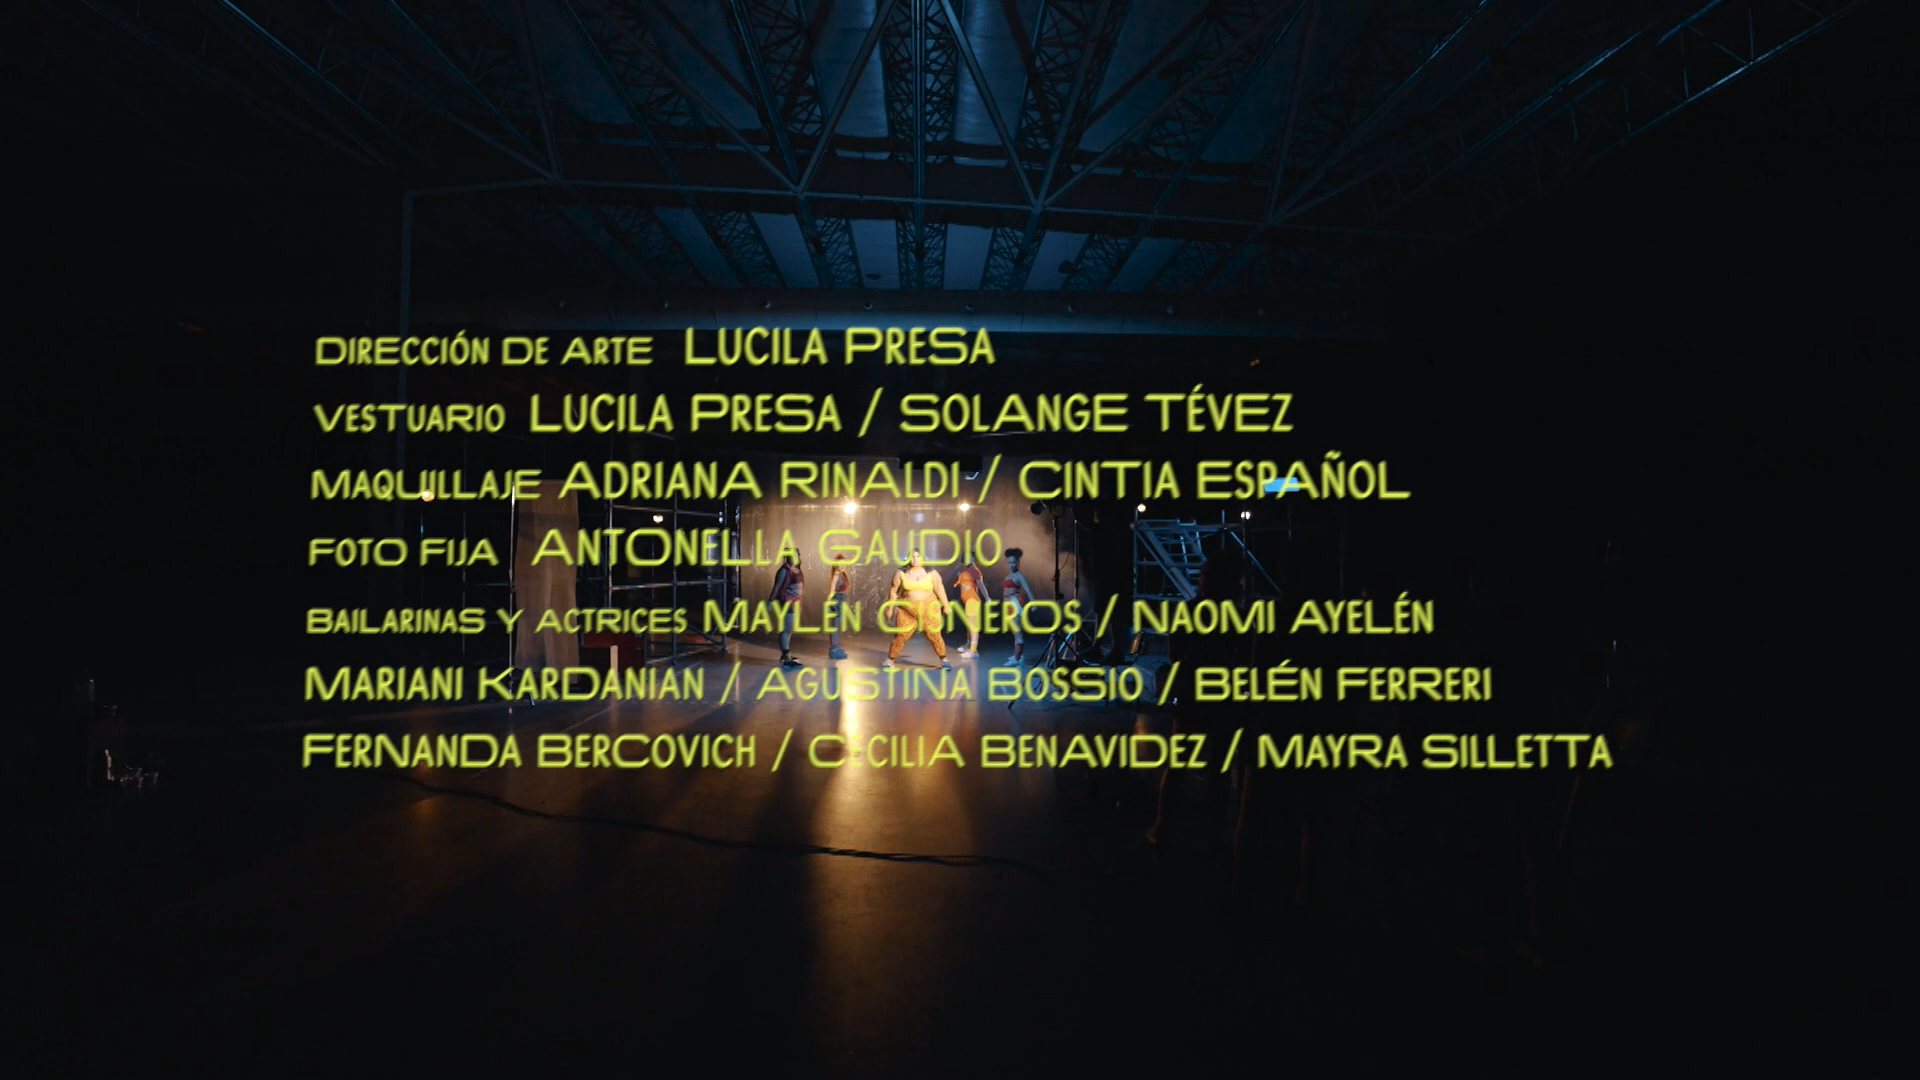 DIRECCIÓN DE ARTE LUCILA PRESA
VESTUARIO LUCILA PRESA / SOLANGE TÉVEZ
MAQUILLAJE ADRIANA RINALDI / CINTIA ESPAÑOL
FOTO FIJA ANTONELLA GAUDIO
BAILARINAS Y ACTRICES MAYLÉN CISNEROS / NAOMI AYELÉN
MARIANI KARDANIAN / AGUSTINA BOSSIO / BELÉN FERRERI
FERNANDA BERCOVICH / CECILIA BENAVIDEZ / MAYRA SILLETTA